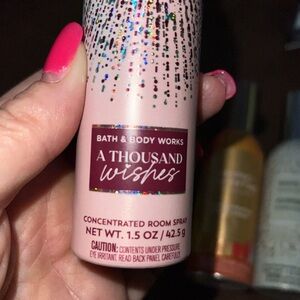 BATH & BODY WORKS
A THOUSAND
wishes
CONCENTRATED ROOM SPRAY
NET WT. 1.5 OZ / 42.5 g
CAUTION: CONTENTS UNDER PRESSURE.
EYE IRRITANT. READ BACK PANEL CAREFULLY.